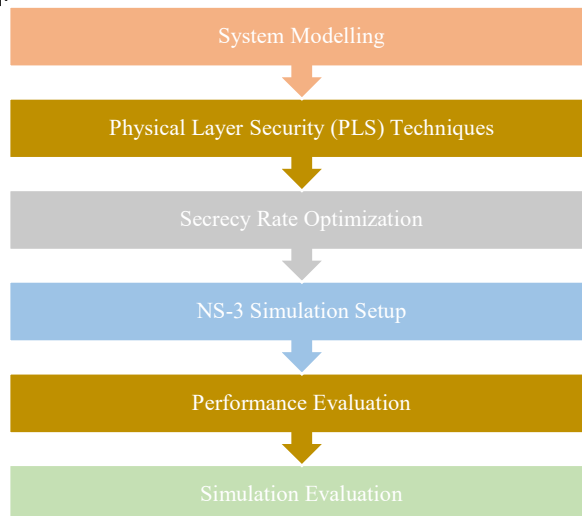 System Modelling
Physical Layer Security (PLS) Techniques
Secrecy Rate Optimization
NS-3 Simulation Setup
Performance Evaluation
Simulation Evaluation